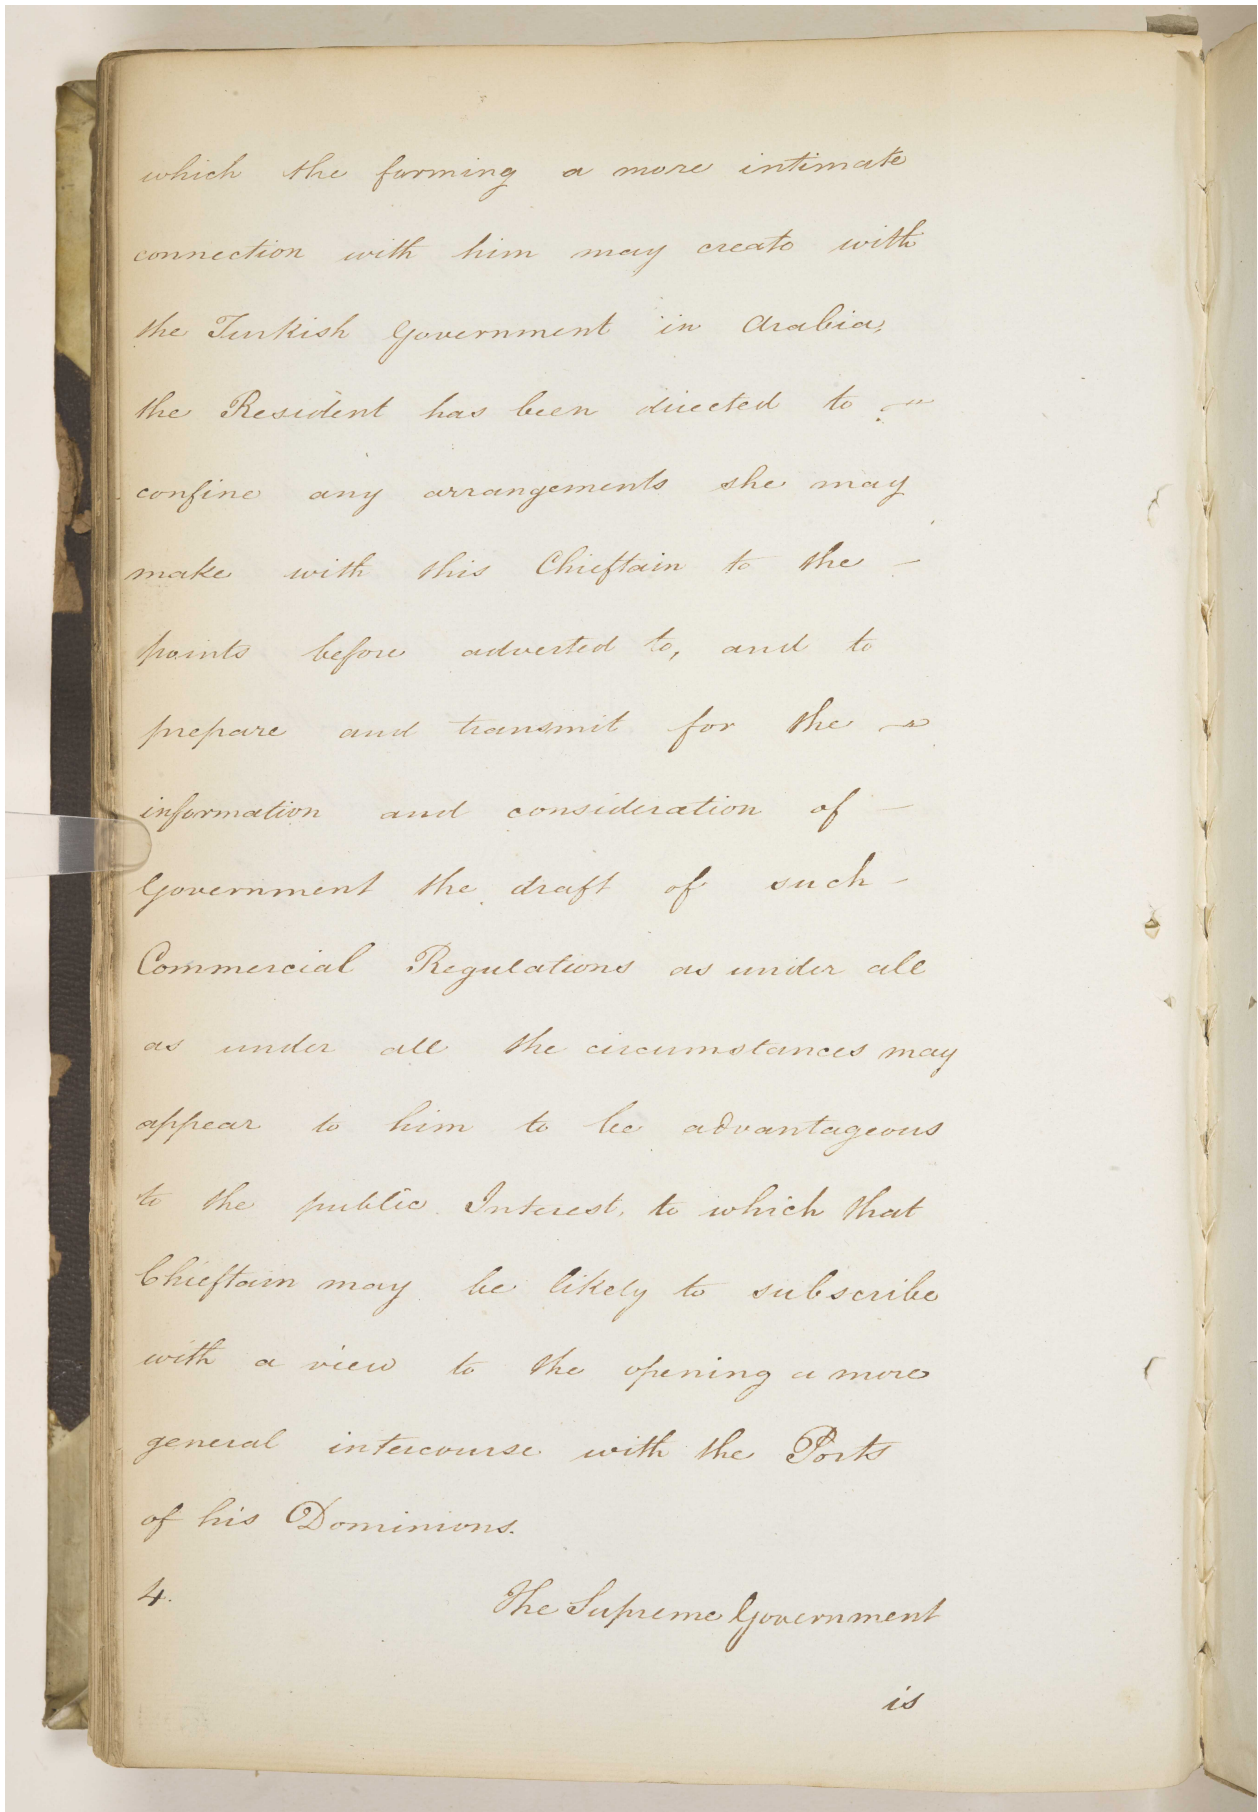 which the forming a more intimate
connection with him may create with
the Turkish Government in Arabia,
the Resident has been directed to
confine any arrangements she may
make with this Chieftain to the –
points before adverted to, and to
prepare and transmit for the
information and consideration of –
Government the draft of such –
Commercial Regulations as under all
as under all the circumstances may
appear to him to be advantageous
to the public Interest, to which that
Chieftain may be likely to subscribe
with a view to the opening a more
general intercourse with the Ports
of his Dominions.
4. The Supreme Government
is